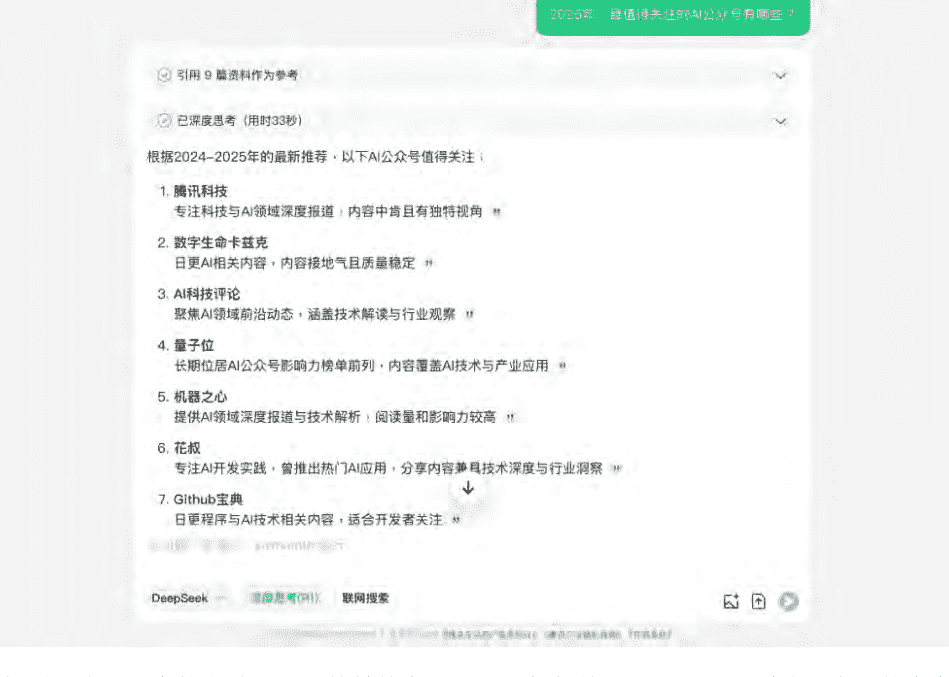 2025年 最值得关注的AI公众号有哪些？
引用 9 篇资料作为参考
已深度思考（用时33秒）
根据2024–2025年的最新推荐，以下AI公众号值得关注：
1. 腾讯科技
专注科技与AI领域深度报道，内容中肯且有独特视角 "
2. 数字生命卡兹克
日更AI相关内容，内容接地气且质量稳定 "
3. AI科技评论
聚焦AI领域前沿动态，涵盖技术解读与行业观察 "
4. 量子位
长期位居AI公众号影响力榜单前列，内容覆盖AI技术与产业应用 "
5. 机器之心
提供AI领域深度报道与技术解析，阅读量和影响力较高 "
6. 花叔
专注AI开发实践，曾推出热门AI应用，分享内容兼具技术深度与行业洞察 "
7. Github宝典
日更程序与AI技术相关内容，适合开发者关注 "
DeepSeek 深度思考(R1) 联网搜索